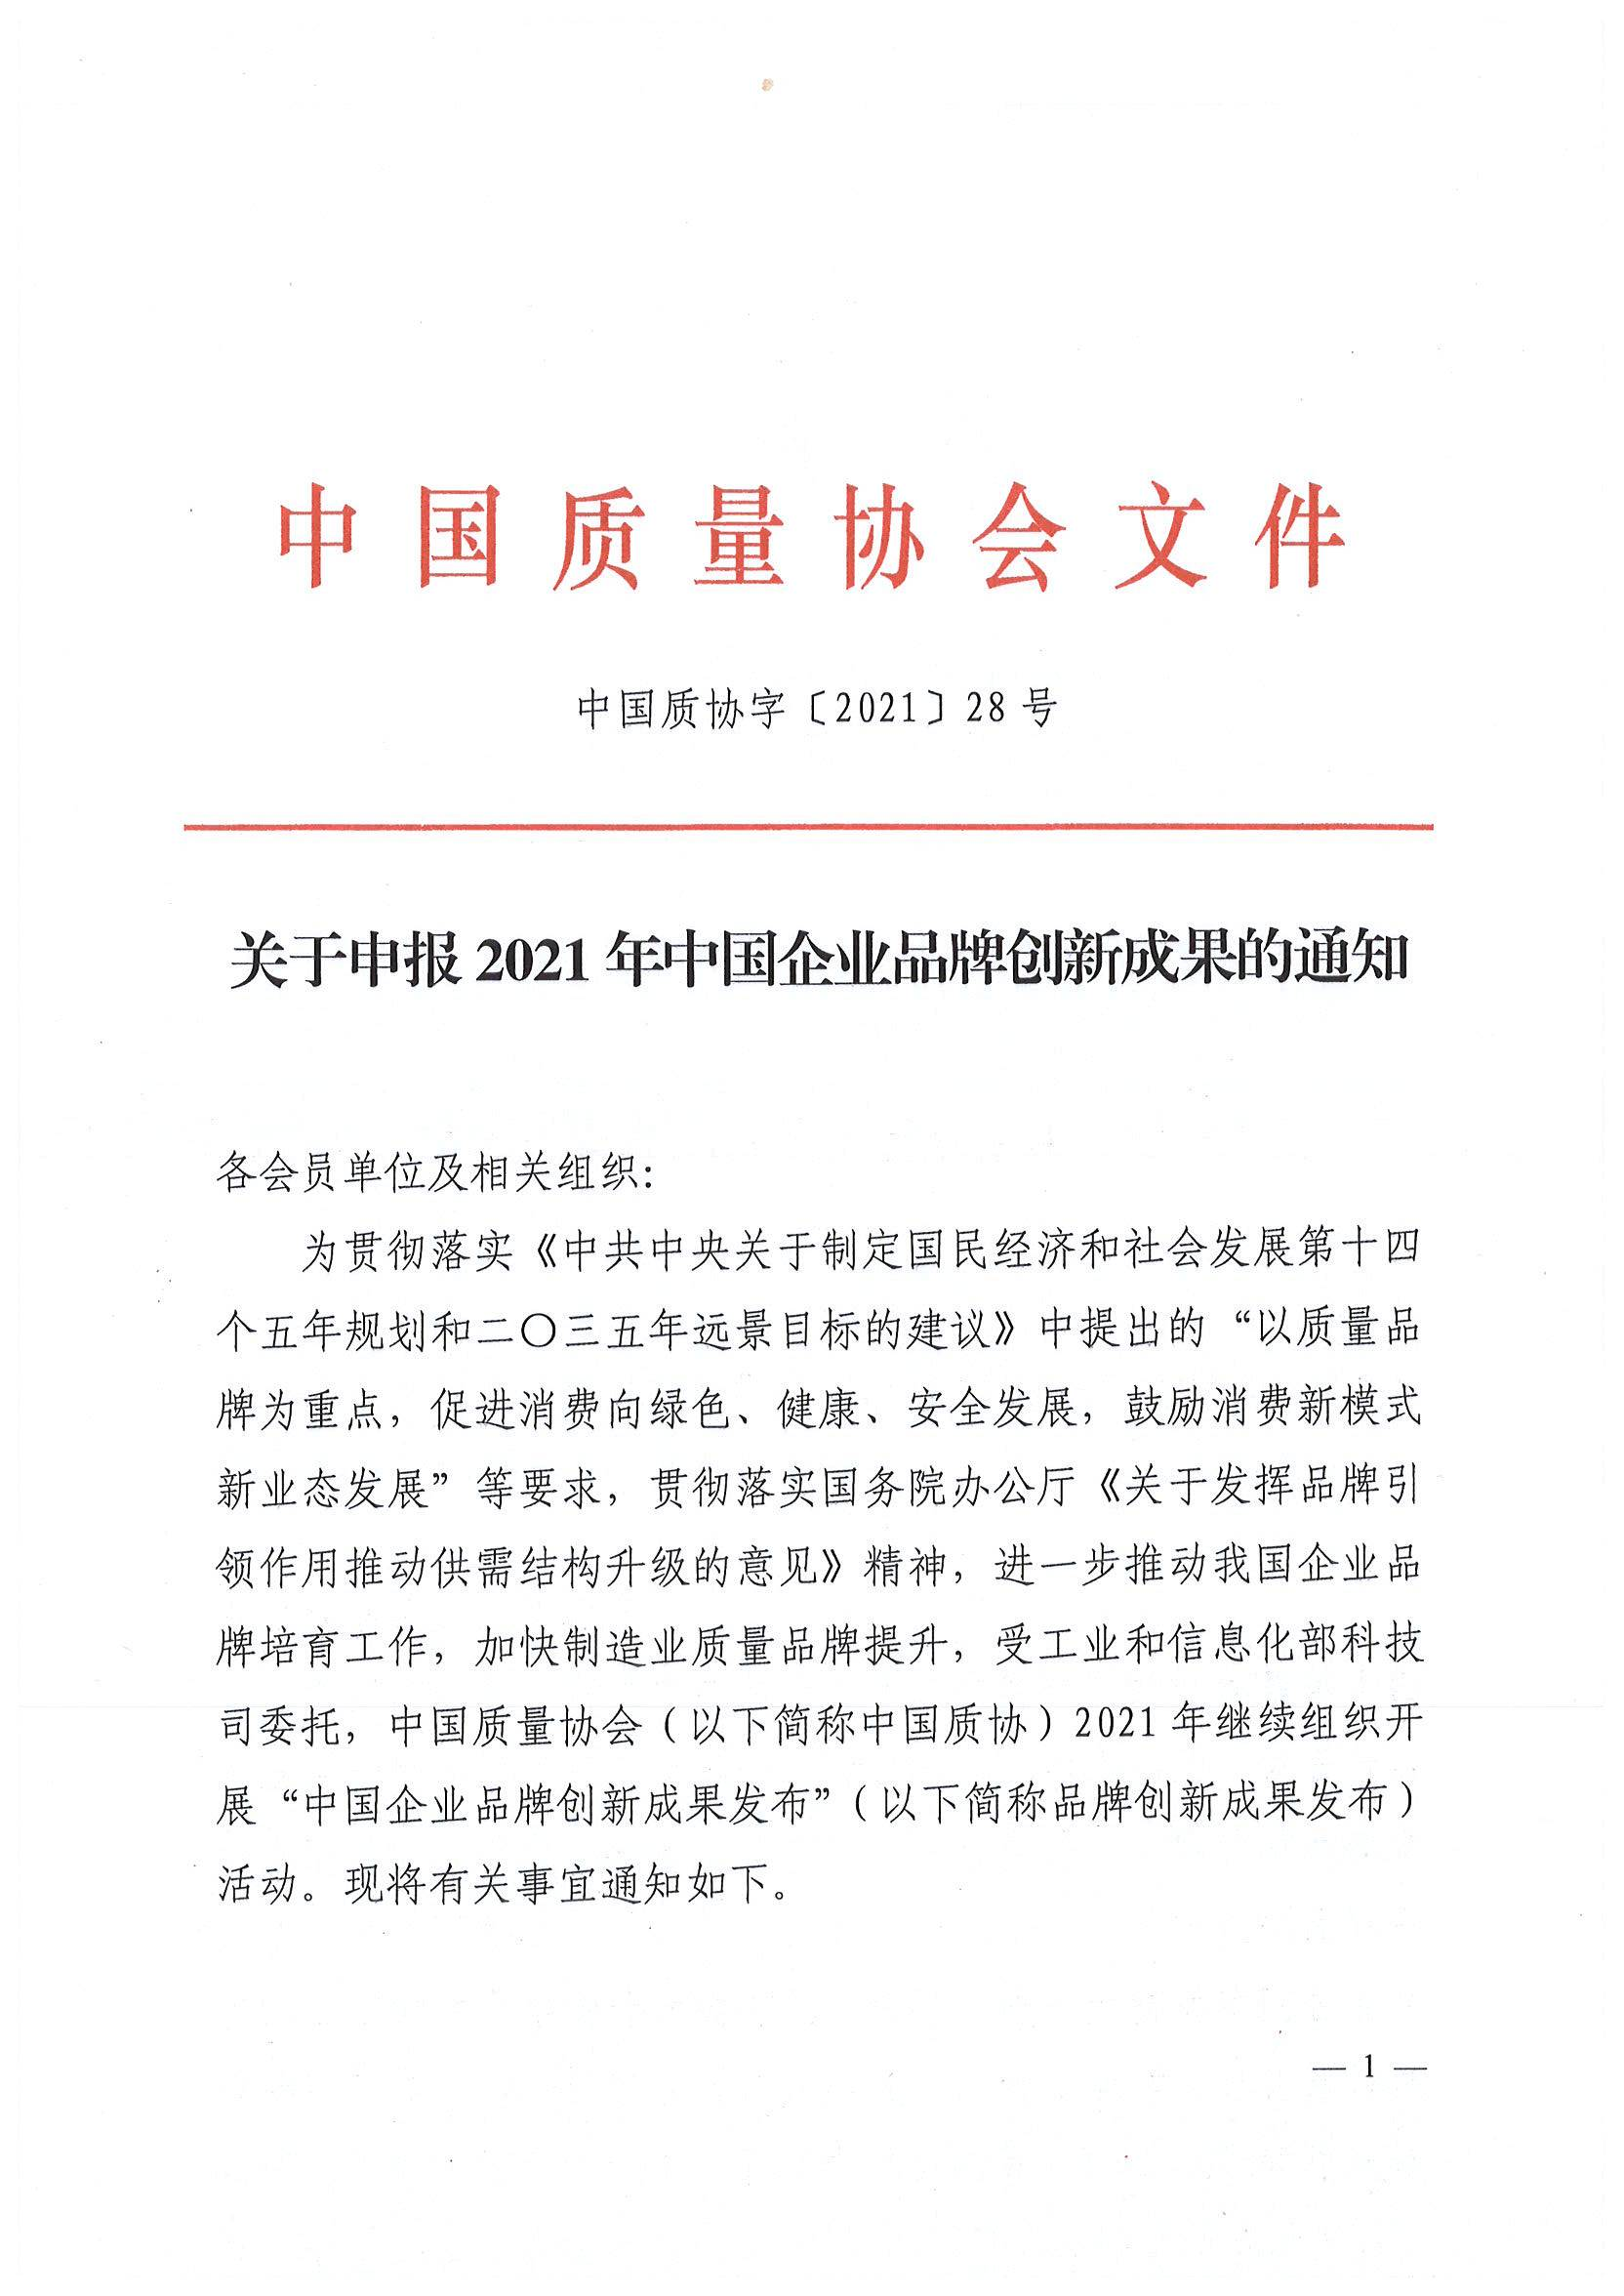 中国质量协会文件
中国质协字〔2021〕28号
关于申报2021年中国企业品牌创新成果的通知
各会员单位及相关组织：
为贯彻落实《中共中央关于制定国民经济和社会发展第十四
个五年规划和二〇三五年远景目标的建议》中提出的“以质量品
牌为重点，促进消费向绿色、健康、安全发展，鼓励消费新模式
新业态发展”等要求，贯彻落实国务院办公厅《关于发挥品牌引
领作用推动供需结构升级的意见》精神，进一步推动我国企业品
牌培育工作，加快制造业质量品牌提升，受工业和信息化部科技
司委托，中国质量协会（以下简称中国质协）2021年继续组织开
展“中国企业品牌创新成果发布”（以下简称品牌创新成果发布）
活动。现将有关事宜通知如下。
— 1 —